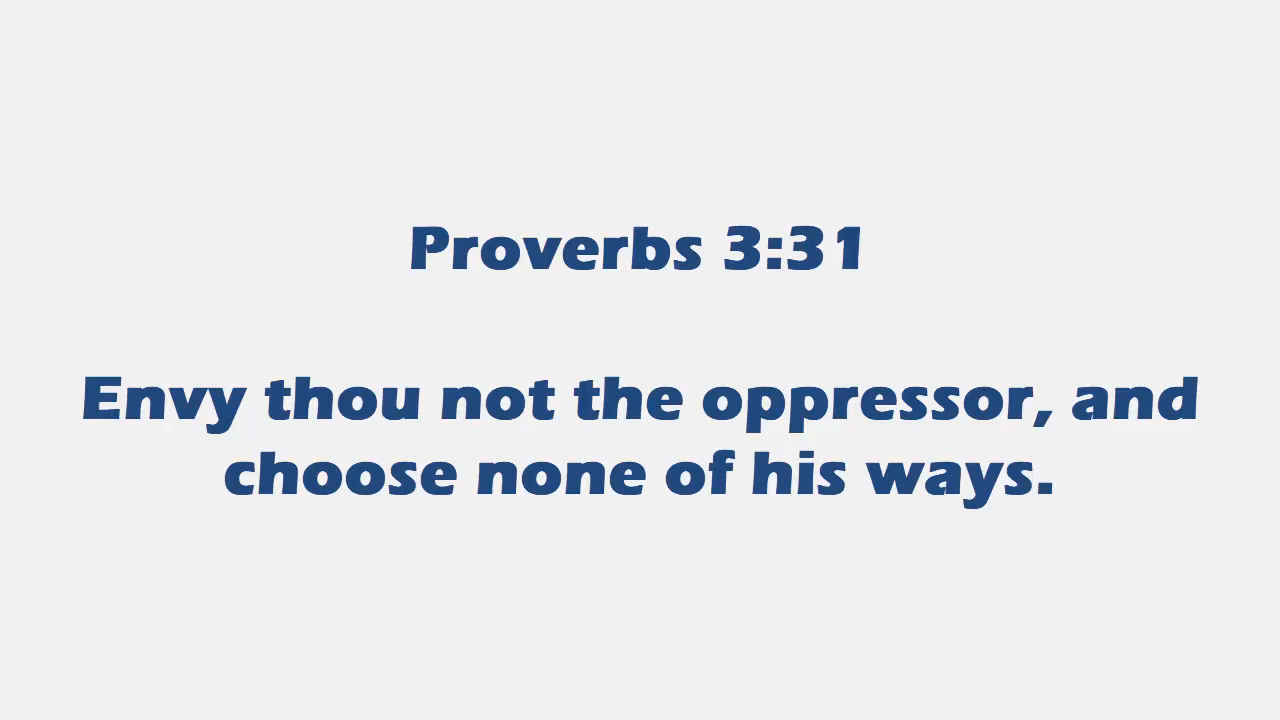 Proverbs 3:31
Envy thou not the oppressor, and
choose none of his ways.